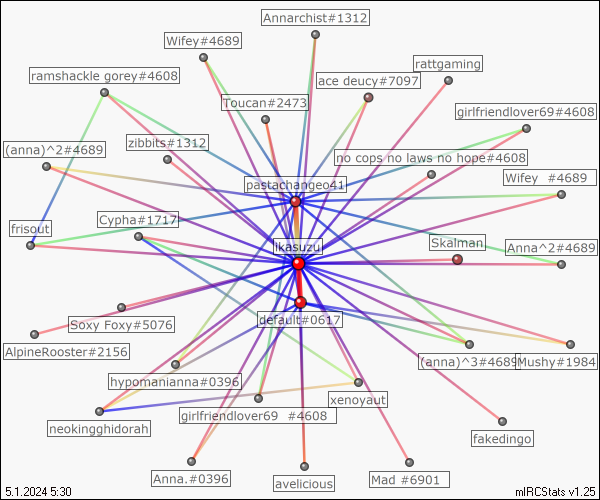 Annarchist#1312
Wifey#4689
rattgaming
ramshackle gorey#4608
ace deucy#7097
Toucan#2473
girlfriendlover69#4608
zibbits#1312
(anna)^2#4689
no cops no laws no hope#4608
pastachangeo41
Wifey  #4689
Cypha#1717
frisout
ikasuzu
Skalman
Anna^2#4689
default#0617
Soxy Foxy#5076
AlpineRooster#2156
(anna)^3#4689
Mushy#1984
hypomanianna#0396
xenoyaut
girlfriendlover69  #4608
neokingghidorah
fakedingo
Anna.#0396
avelicious
Mad #6901
5.1.2024 5:30
mIRCStats v1.25